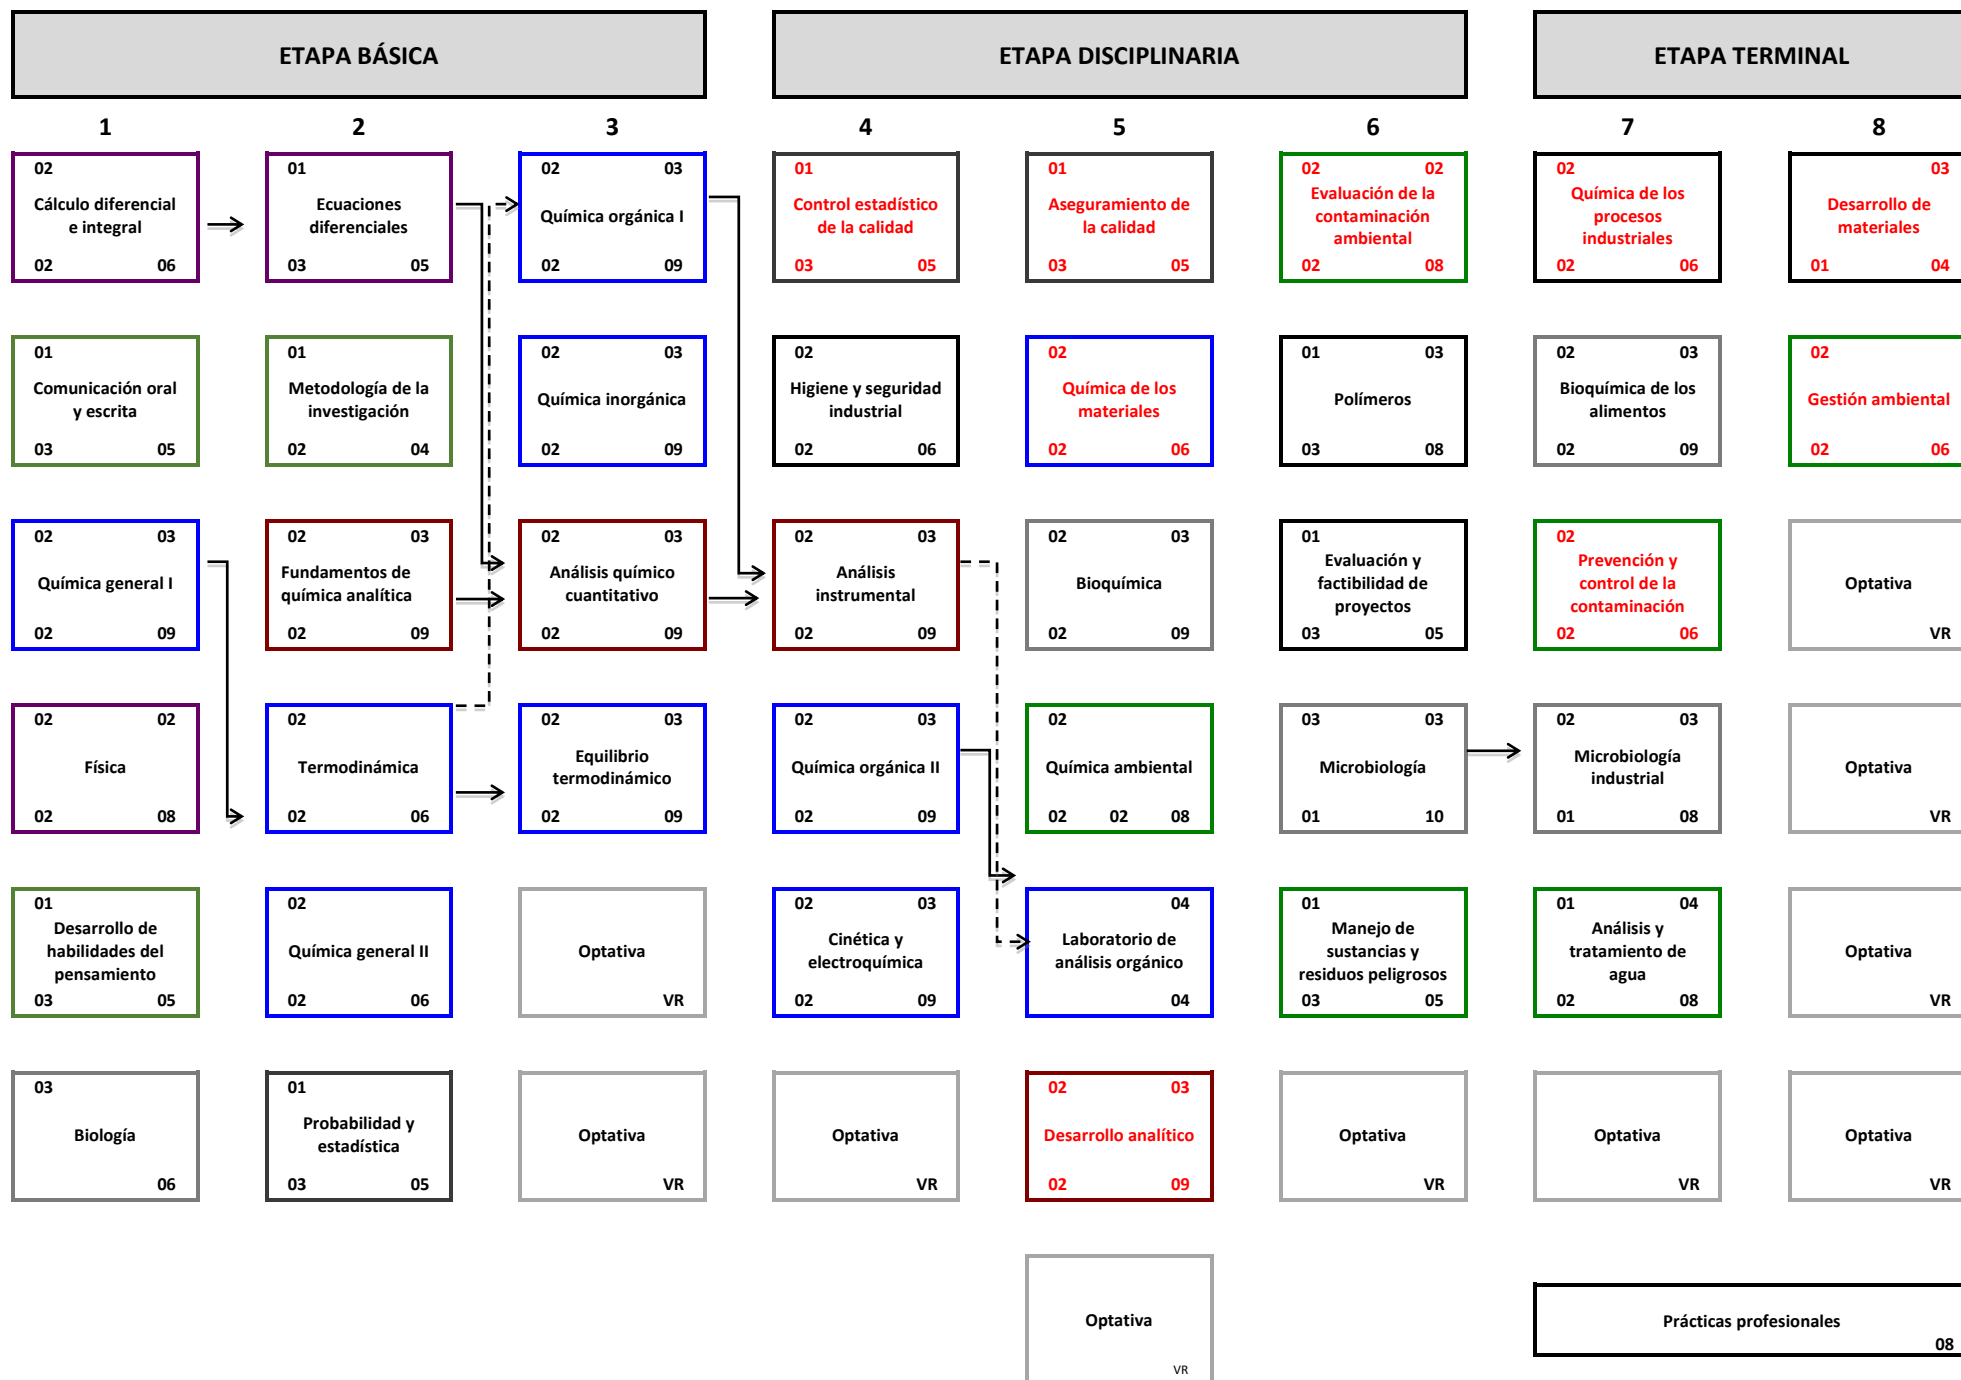 ETAPA BÁSICA
ETAPA DISCIPLINARIA
ETAPA TERMINAL
1
2
3
4
5
6
7
8
02
Cálculo diferencial
e integral
02 06
01
Ecuaciones
diferenciales
03 05
02 03
Química orgánica I
02 09
01
Control estadístico
de la calidad
03 05
01
Aseguramiento de
la calidad
03 05
02 02
Evaluación de la
contaminación
ambiental
02 08
02
Química de los
procesos
industriales
02 06
03
Desarrollo de
materiales
01 04
01
Comunicación oral
y escrita
03 05
01
Metodología de la
investigación
02 04
02 03
Química inorgánica
02 09
02
Higiene y seguridad
industrial
02 06
02
Química de los
materiales
02 06
01 03
Polímeros
03 08
02 03
Bioquímica de los
alimentos
02 09
02
Gestión ambiental
02 06
02 03
Química general I
02 09
02 03
Fundamentos de
química analítica
02 09
02 03
Análisis químico
cuantitativo
02 09
02 03
Análisis
instrumental
02 09
02 03
Bioquímica
02 09
01
Evaluación y
factibilidad de
proyectos
03 05
02
Prevención y
control de la
contaminación
02 06
Optativa
VR
02 02
Física
02 08
02
Termodinámica
02 06
02 03
Equilibrio
termodinámico
02 09
02 03
Química orgánica II
02 09
02
Química ambiental
02 02 08
03 03
Microbiología
01 10
02 03
Microbiología
industrial
01 08
Optativa
VR
01
Desarrollo de
habilidades del
pensamiento
03 05
02
Química general II
02 06
Optativa
VR
02 03
Cinética y
electroquímica
02 09
04
Laboratorio de
análisis orgánico
04
01
Manejo de
sustancias y
residuos peligrosos
03 05
01 04
Análisis y
tratamiento de
agua
02 08
Optativa
VR
03
Biología
06
01
Probabilidad y
estadística
03 05
Optativa
VR
Optativa
VR
02 03
Desarrollo analítico
02 09
Optativa
VR
Optativa
VR
Optativa
VR
Optativa
VR
Prácticas profesionales
08